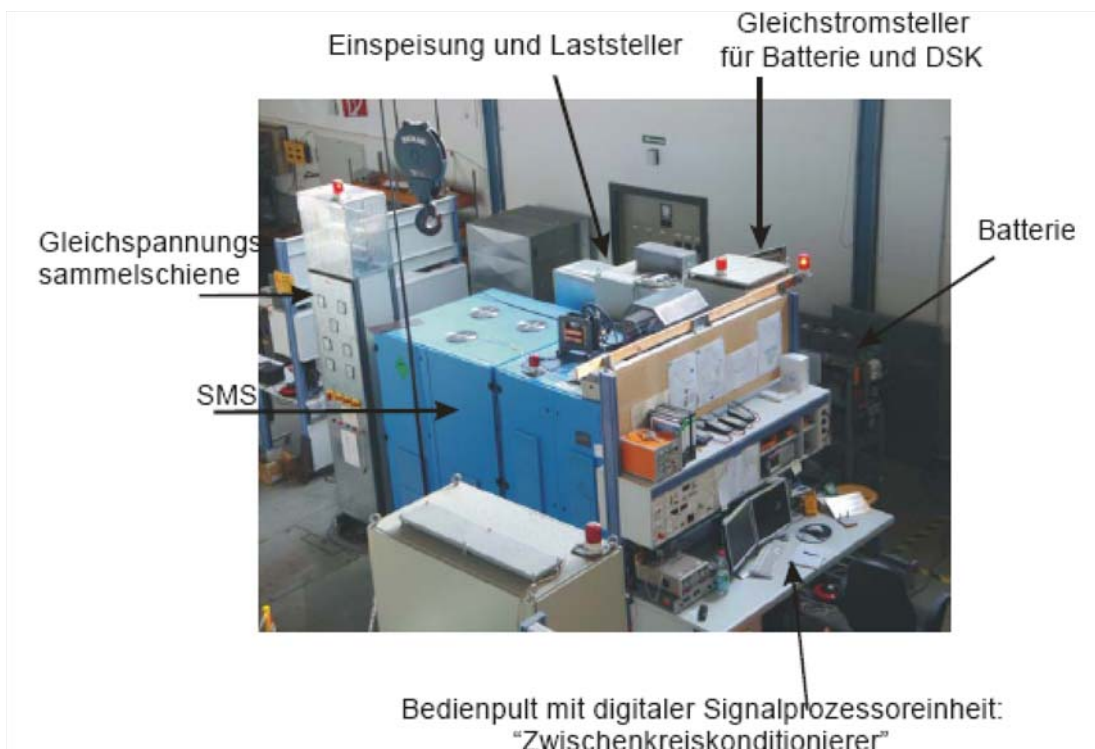 Einspeisung und Laststeller
Gleichstromsteller
für Batterie und DSK
Gleichspannungs
sammelschiene
Batterie
SMS
Bedienpult mit digitaler Signalprozessoreinheit:
“Zwischenkreiskonditionierer”